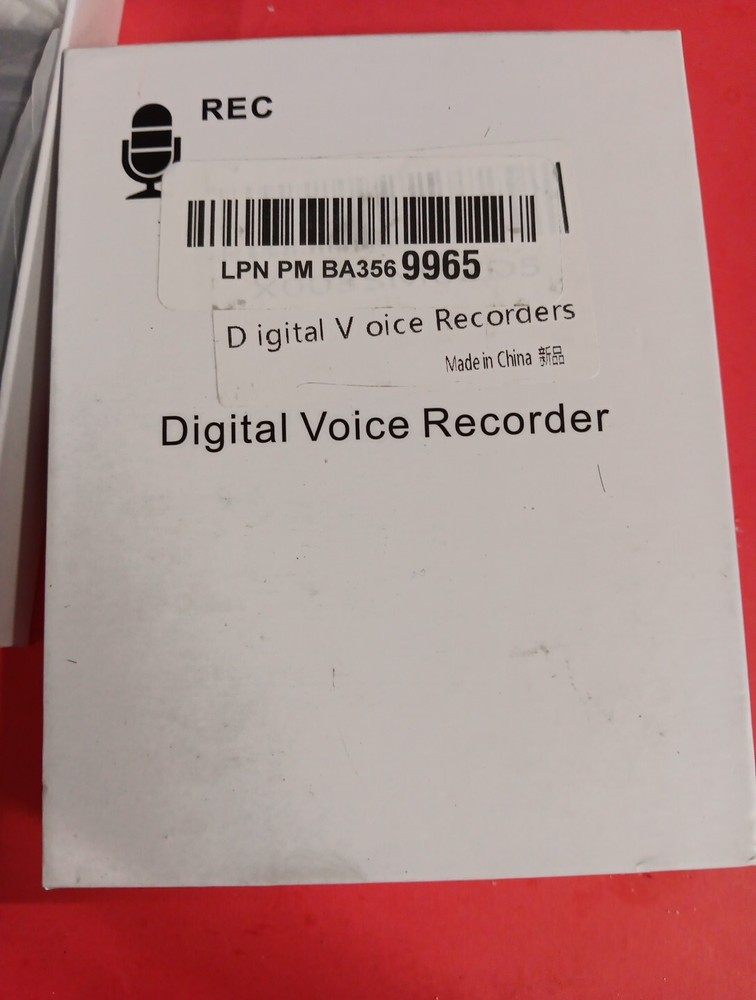 REC
LPN PM BA356 9965
D igital V oice Recorders
Made in China 新品
Digital Voice Recorder